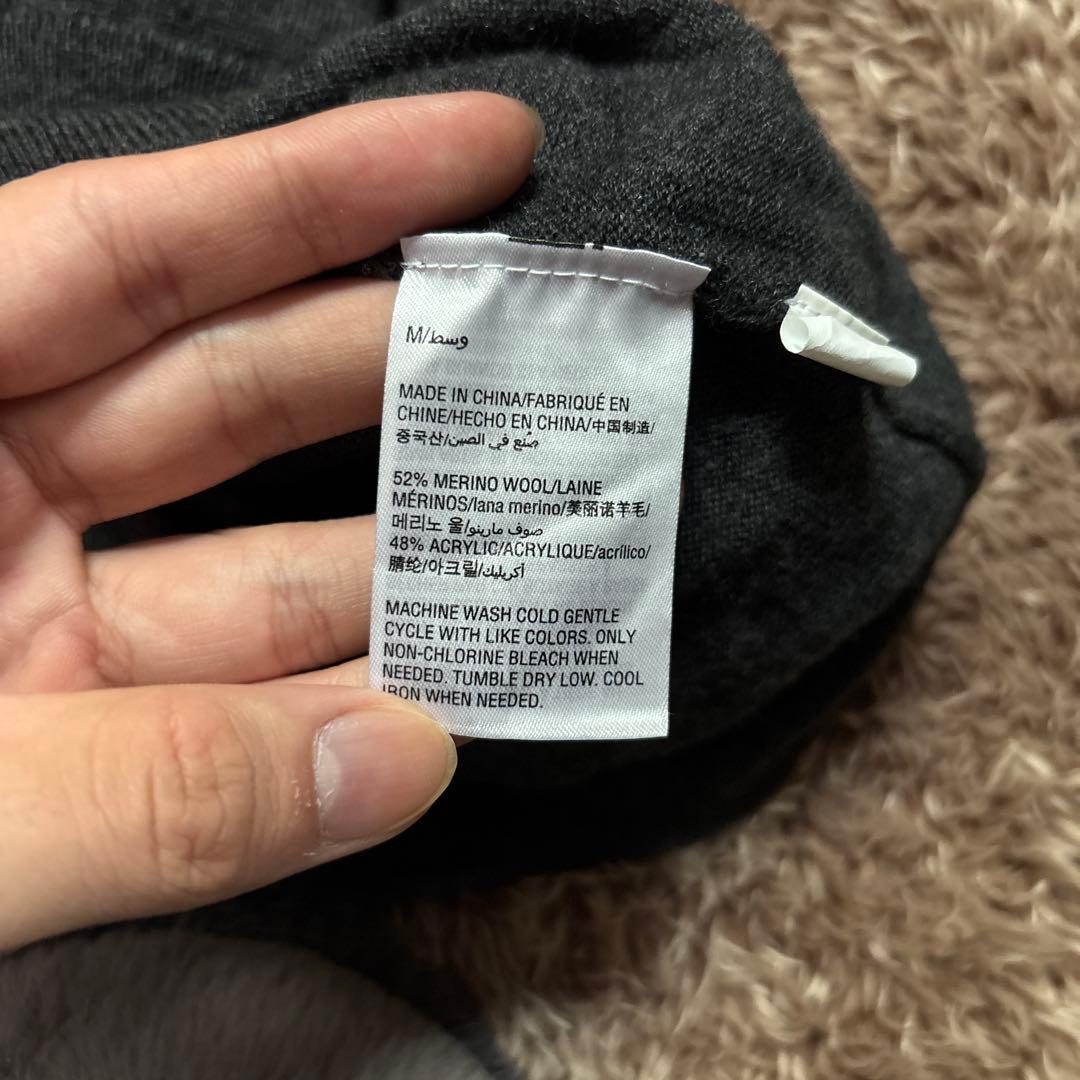 M/وسط
MADE IN CHINA/FABRIQUÉ EN
CHINE/HECHO EN CHINA/中国制造/
중국산/صُنع في الصين
52% MERINO WOOL/LAINE
MÉRINOS/lana merino/美丽诺羊毛/
메리노 울/صوف مارينو
48% ACRYLIC/ACRYLIQUE/acrílico/
腈纶/아크릴/أكريليك
MACHINE WASH COLD GENTLE
CYCLE WITH LIKE COLORS. ONLY
NON-CHLORINE BLEACH WHEN
NEEDED. TUMBLE DRY LOW. COOL
IRON WHEN NEEDED.